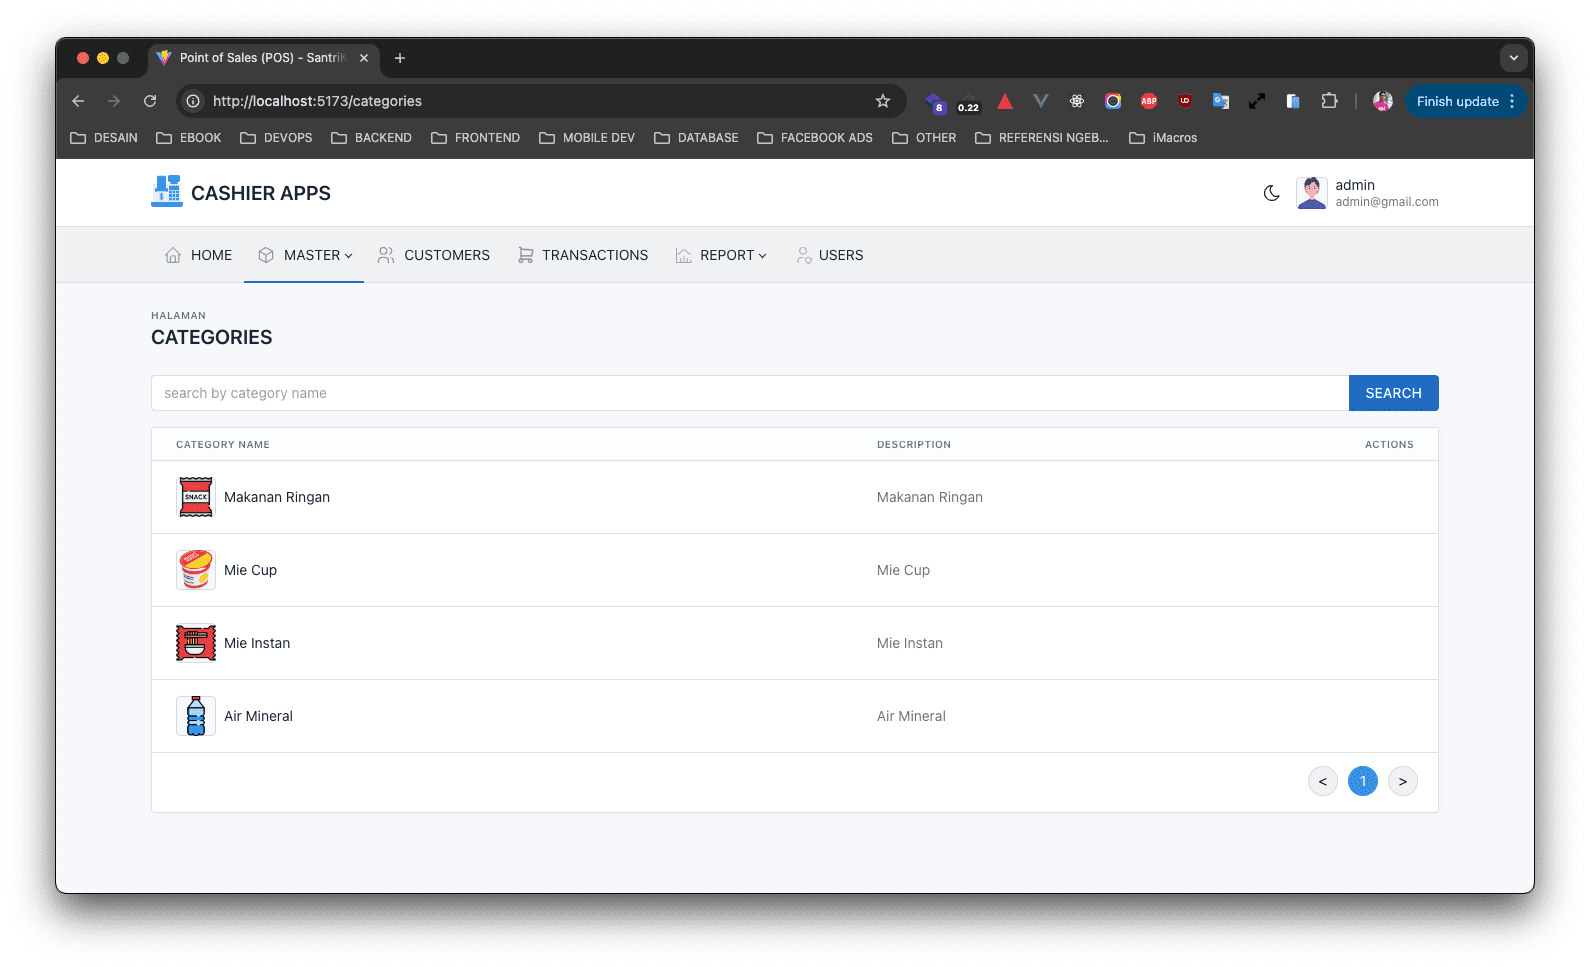 Point of Sales (POS) - SantriK
http://localhost:5173/categories
8
0.22
ABP
UD
Finish update
DESAIN
EBOOK
DEVOPS
BACKEND
FRONTEND
MOBILE DEV
DATABASE
FACEBOOK ADS
OTHER
REFERENSI NGEB...
iMacros
CASHIER APPS
admin
admin@gmail.com
HOME
MASTER
CUSTOMERS
TRANSACTIONS
REPORT
USERS
HALAMAN
CATEGORIES
search by category name
SEARCH
CATEGORY NAME
DESCRIPTION
ACTIONS
SNACK
Makanan Ringan
Makanan Ringan
Mie Cup
Mie Cup
Mie Instan
Mie Instan
Air Mineral
Air Mineral
<
1
>